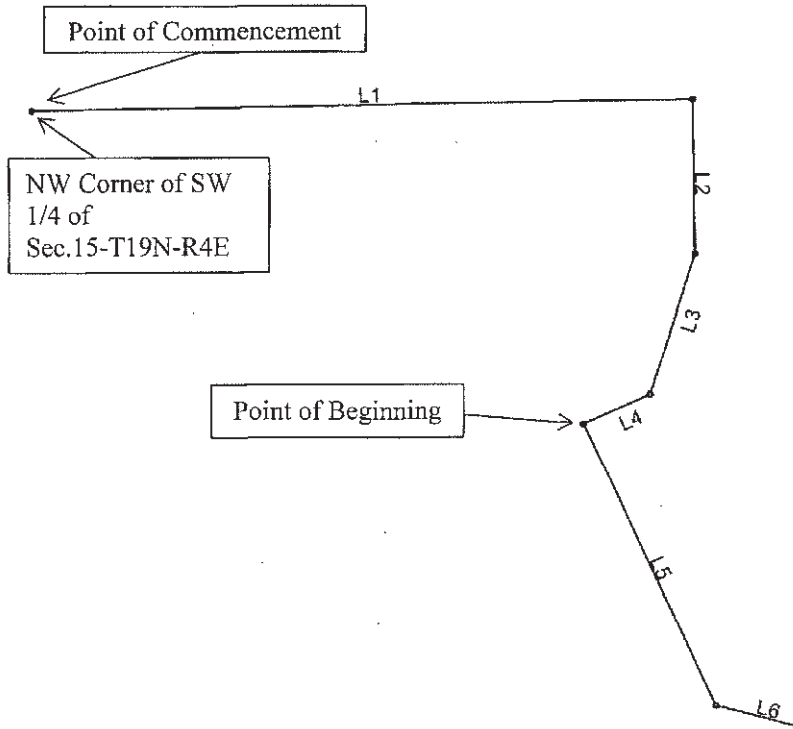 Point of Commencement
L1
NW Corner of SW
1/4 of
Sec.15-T19N-R4E
L2
L3
Point of Beginning
L4
L5
L6